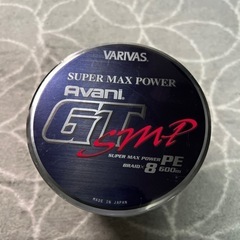 VARIVAS
SUPER MAX POWER
Avani
GT SMP
SUPER MAX POWER PE
BRAID×8 600m
MADE IN JAPAN